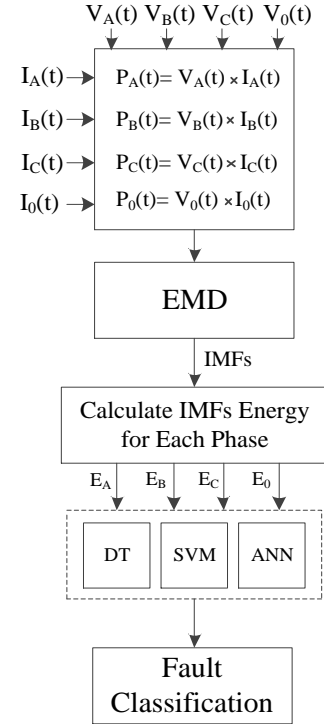 V_A(t) V_B(t) V_C(t) V_0(t)
I_A(t) P_A(t)= V_A(t) × I_A(t)
I_B(t) P_B(t)= V_B(t) × I_B(t)
I_C(t) P_C(t)= V_C(t) × I_C(t)
I_0(t) P_0(t)= V_0(t) × I_0(t)
EMD
IMFs
Calculate IMFs Energy
for Each Phase
E_A E_B E_C E_0
DT SVM ANN
Fault
Classification